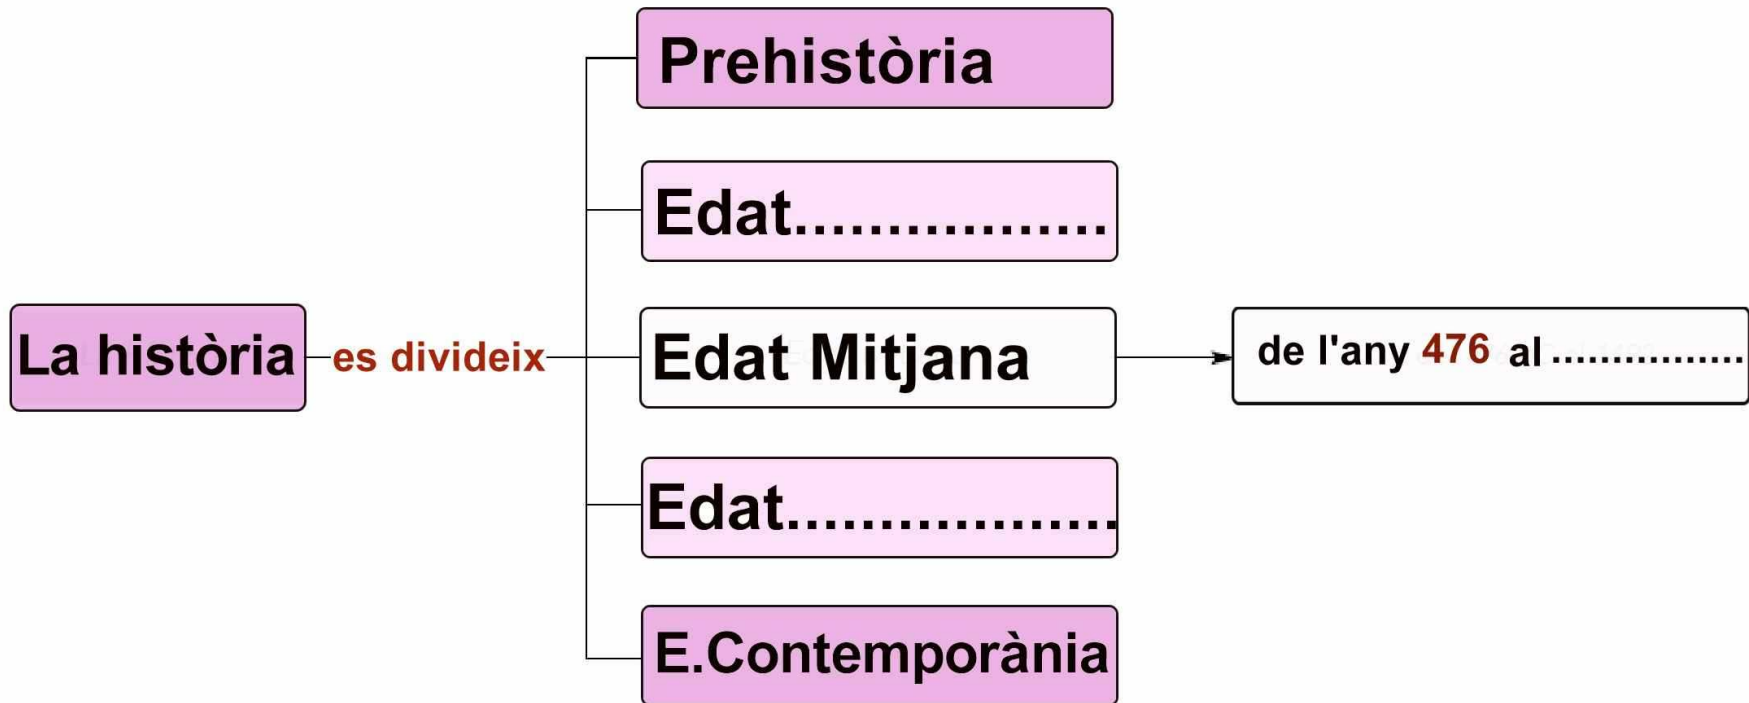 Prehistòria
Edat.................
La història
es divideix
Edat Mitjana
de l'any 476 al ................
Edat..................
E.Contemporània